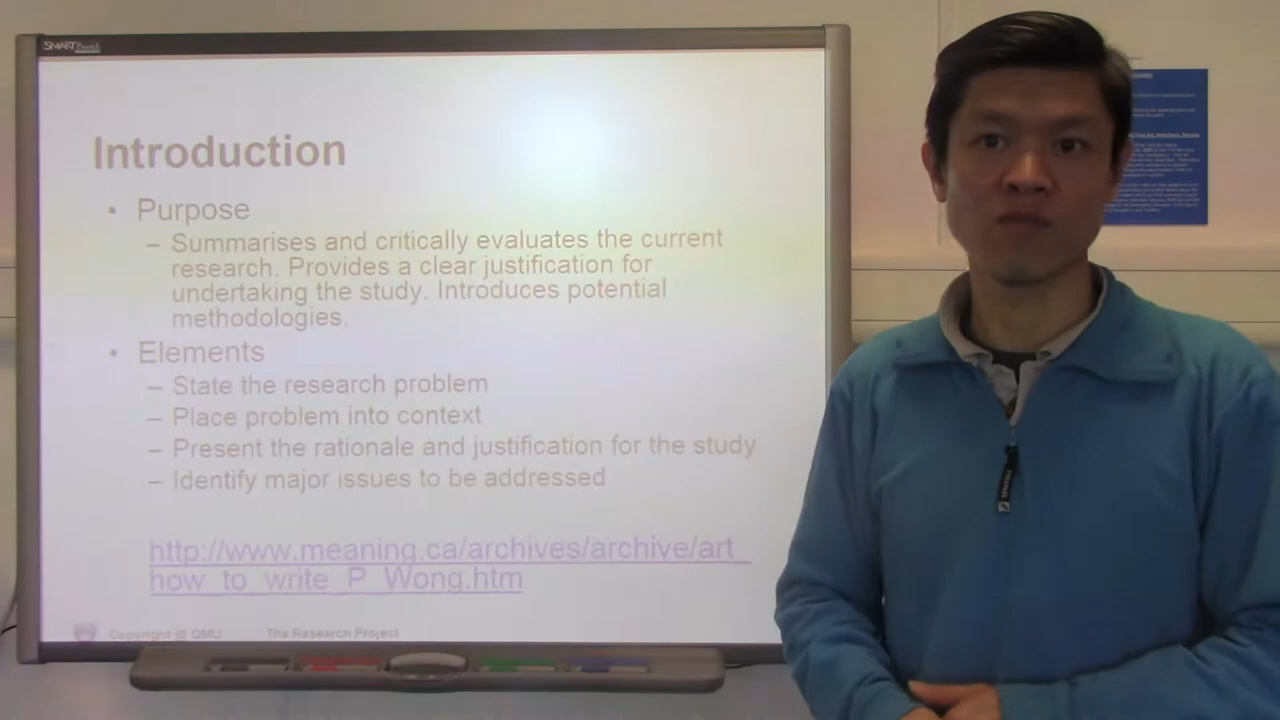 SMART Board
Introduction
• Purpose
– Summarises and critically evaluates the current
research. Provides a clear justification for
undertaking the study. Introduces potential
methodologies.
• Elements
– State the research problem
– Place problem into context
– Present the rationale and justification for the study
– Identify major issues to be addressed
http://www.meaning.ca/archives/archive/art_
how_to_write_P_Wong.htm
Copyright @ QMU The Research Project